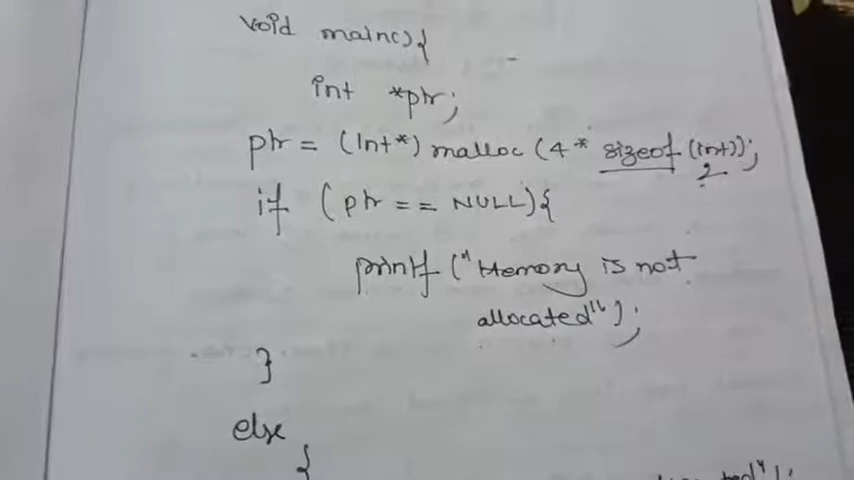 void main(){
int *ptr;
ptr = (int*) malloc (4* sizeof (int));
2
if (ptr == NULL){
printf ("Memory is not
allocated");
}
else
{
");